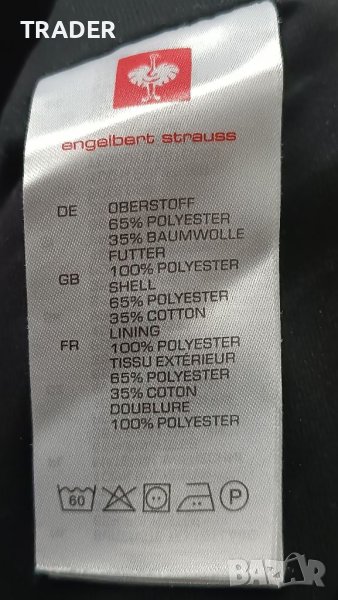 TRADER
engelbert strauss
DE OBERSTOFF
65% POLYESTER
35% BAUMWOLLE
FUTTER
100% POLYESTER
GB SHELL
65% POLYESTER
35% COTTON
LINING
100% POLYESTER
FR TISSU EXTÉRIEUR
65% POLYESTER
35% COTON
DOUBLURE
100% POLYESTER
60 P
BAZAR